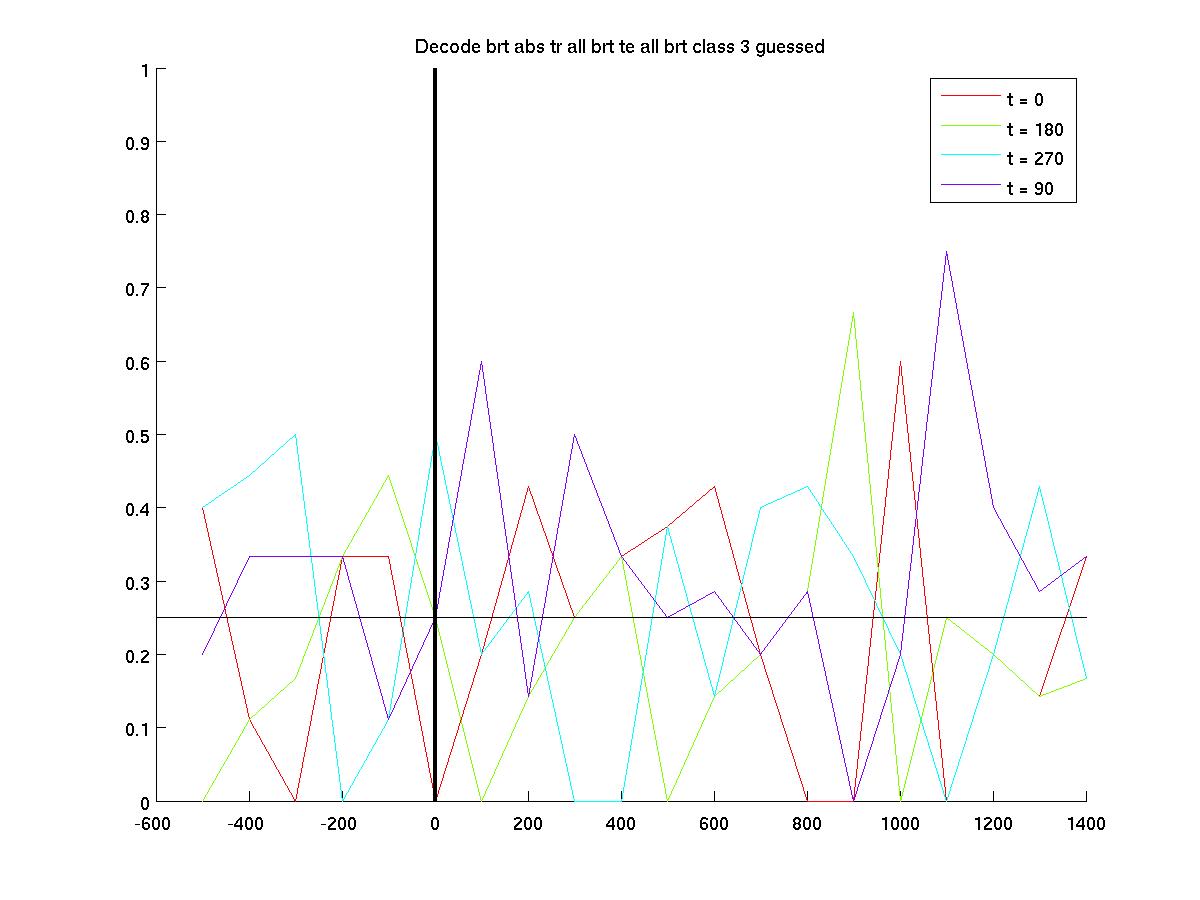 Decode brt abs tr all brt te all brt class 3 guessed
1
0.9
0.8
0.7
0.6
0.5
0.4
0.3
0.2
0.1
0
-600 -400 -200 0 200 400 600 800 1000 1200 1400
t = 0
t = 180
t = 270
t = 90